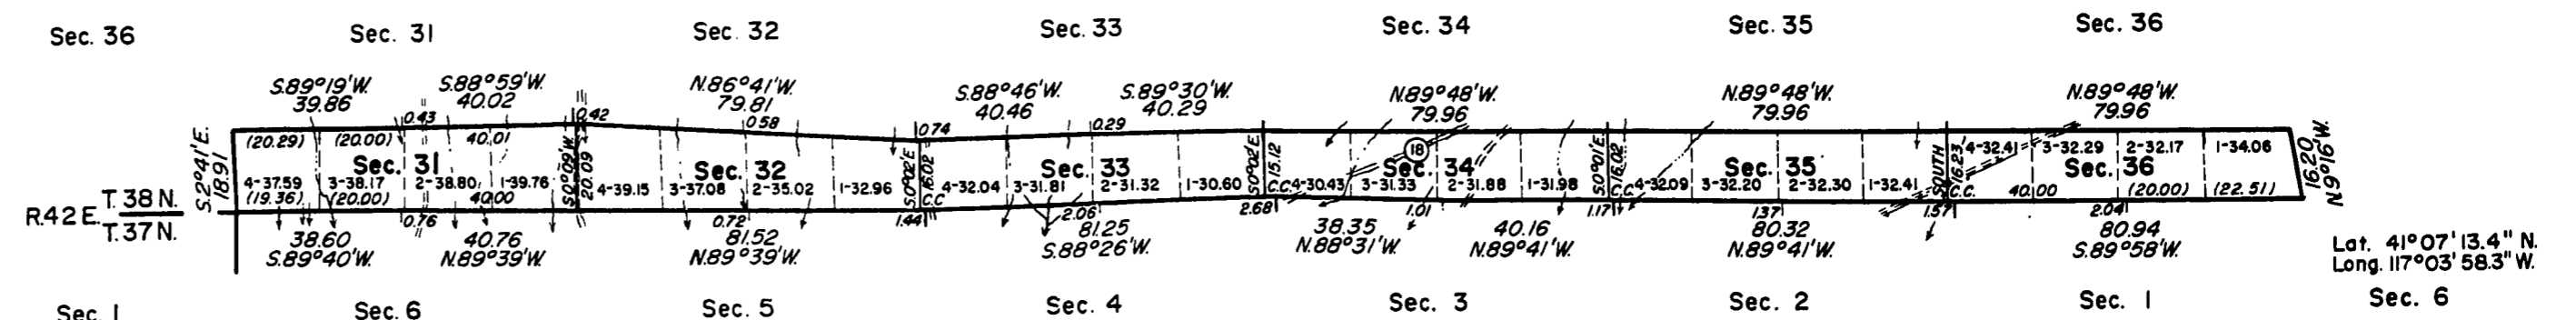 Sec. 36 Sec. 31 Sec. 32 Sec. 33 Sec. 34 Sec. 35 Sec. 36
S.89°19'W. S.88°59'W. N.86°41'W. S.88°46'W. S.89°30'W. N.89°48'W. N.89°48'W. N.89°48'W.
39.86 40.02 79.81 40.46 40.29 79.96 79.96 79.96
0.43 0.42 0.58 0.74 0.29
S.2°41'E. 18.91
(20.29) (20.00) 40.01
Sec. 31 S.0°09'W. 20.09 Sec. 32 S.0°02'E. 16.02 C.C. Sec. 33 S.0°02'E. 15.12 C.C. 18 Sec. 34 S.0°01'E. 16.02 C.C. Sec. 35 SOUTH 16.23 C.C. Sec. 36
4-32.41 3-32.29 2-32.17 1-34.06
16.20 N.9°16'W.
4-37.59 3-38.17 2-38.80 1-39.76 4-39.15 3-37.08 2-35.02 1-32.96 4-32.04 3-31.81 2-31.32 1-30.60 4-30.43 3-31.33 2-31.88 1-31.98 4-32.09 3-32.20 2-32.30 1-32.41
(19.36) (20.00) 40.00 40.00 (20.00) (22.51)
T. 38 N.
R.42 E.
T. 37 N.
0.76 0.72 1.44 2.06 2.68 1.01 1.17 1.37 1.57 2.04
38.60 40.76 81.52 81.25 38.35 40.16 80.32 80.94
S.89°40'W. N.89°39'W. N.89°39'W. S.88°26'W. N.88°31'W. N.89°41'W. N.89°41'W. S.89°58'W.
Lat. 41°07'13.4" N.
Long. 117°03'58.3" W.
Sec. 1 Sec. 6 Sec. 5 Sec. 4 Sec. 3 Sec. 2 Sec. 1 Sec. 6